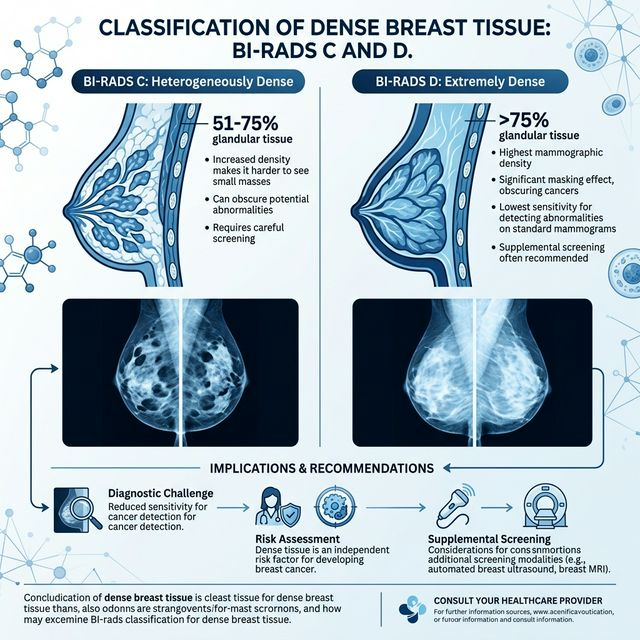 CLASSIFICATION OF DENSE BREAST TISSUE:
BI-RADS C AND D.
BI-RADS C: Heterogeneously Dense
51-75%
glandular tissue
• Increased density
makes it harder to see
small masses
• Can obscure potential
abnormalities
• Requires careful
screening
BI-RADS D: Extremely Dense
>75%
glandular tissue
• Highest mammographic
density
• Significant masking effect,
obscuring cancers
• Lowest sensitivity for
detecting abnormalities
on standard mammograms
• Supplemental screening
often recommended
IMPLICATIONS & RECOMMENDATIONS
Diagnostic Challenge
Reduced sensitivity for
cancer detection for
cancer detection.
Risk Assessment
Dense tissue is an independent
risk factor for developing
breast cancer.
Supplemental Screening
Considerations for cons smortions
additional screening modalities (e.g.,
automated breast ultrasound, breast MRI).
Concludication of dense breast tissue is cleast tissue for dense breast
tissue thans, also odonns are strangovents/for-mast scrornons, and how
may excemine BI-rads classification for dense breast tissue.
CONSULT YOUR HEALTHCARE PROVIDER
For further information sources, www.acenificavoutication,
or for information and consult information.